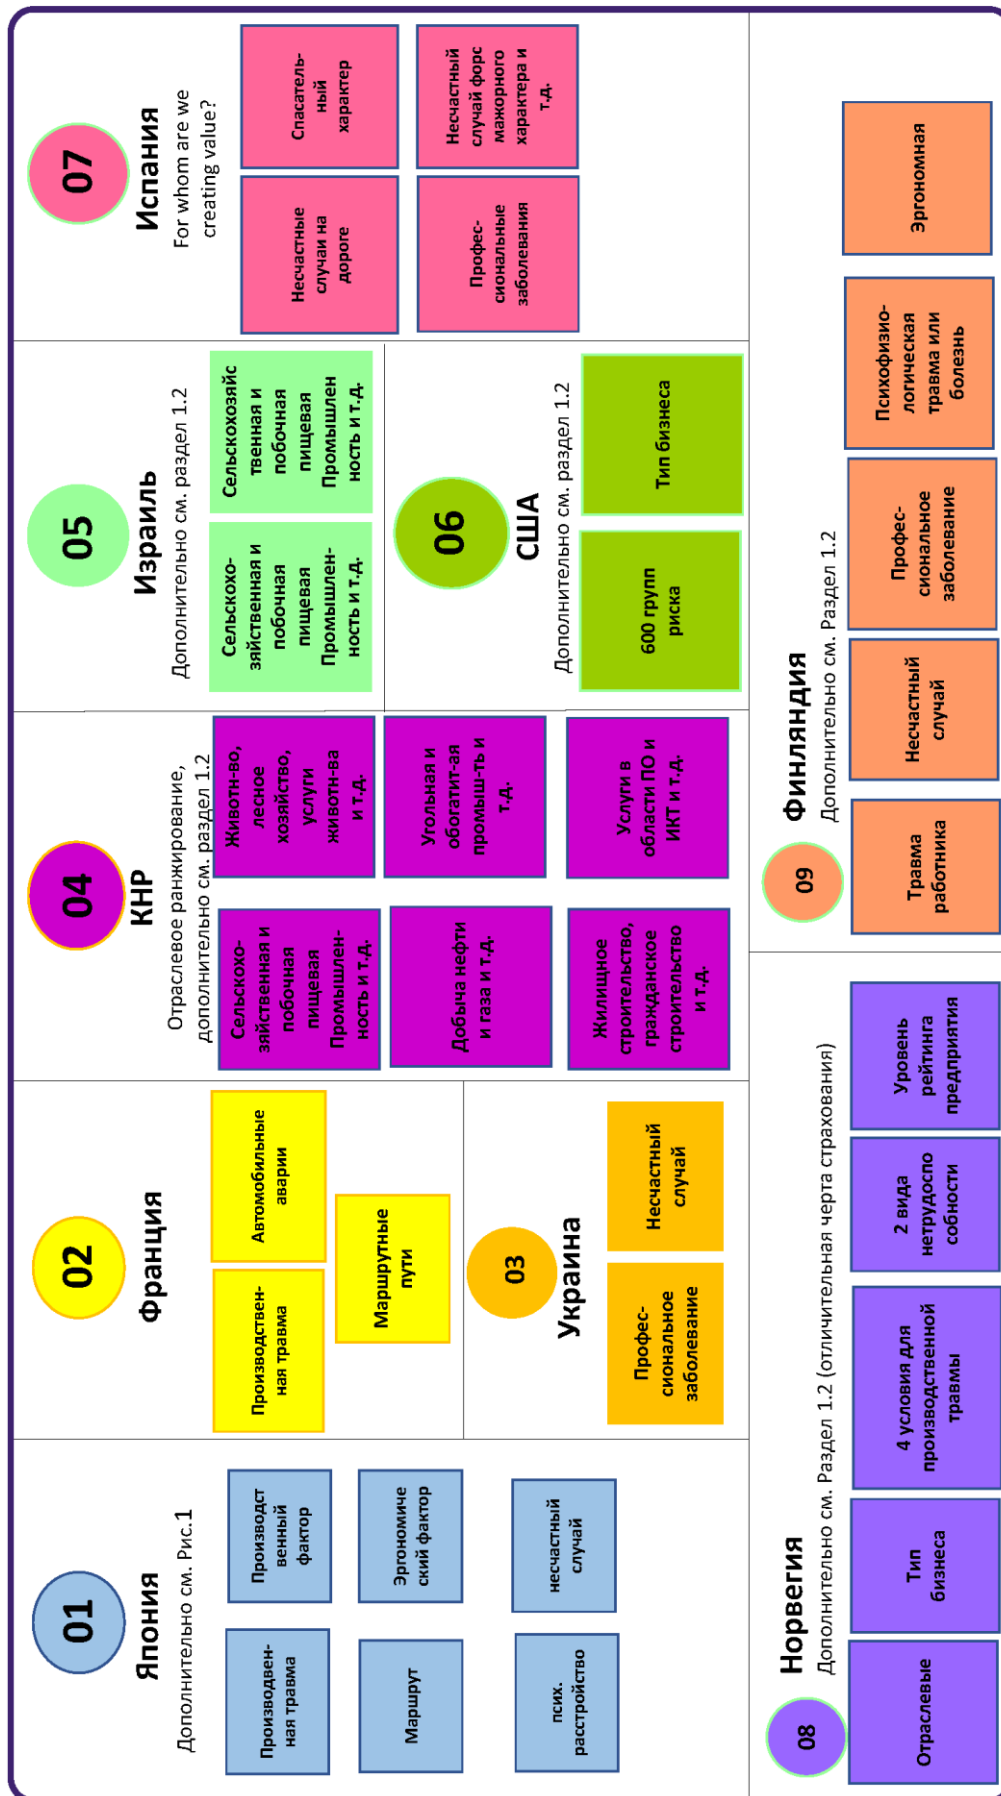 01
Япония
Дополнительно см. Рис.1
Производвен-
ная травма
Производст
венный
фактор
Маршрут
Эргономиче
ский фактор
псих.
расстройство
несчастный
случай
02
Франция
Производствен-
ная травма
Автомобильные
аварии
Маршрутные
пути
03
Украина
Профес-
сиональное
заболевание
Несчастный
случай
04
КНР
Отраслевое ранжирование,
дополнительно см. раздел 1.2
Сельскохо-
зяйственная и
побочная
пищевая
Промышлен-
ность и т.д.
Животн-во,
лесное
хозяйство,
услуги
животн-ва
и т.д.
Добыча нефти
и газа и т.д.
Угольная и
обогатит-ая
промыш-ть и
т.д.
Жилищное
строительство,
гражданское
строительство
и т.д.
Услуги в
области ПО и
ИКТ и т.д.
05
Израиль
Дополнительно см. раздел 1.2
Сельскохо-
зяйственная и
побочная
пищевая
Промышлен-
ность и т.д.
Сельскохозяйс
твенная и
побочная
пищевая
Промышлен
ность и т.д.
06
США
Дополнительно см. раздел 1.2
600 групп
риска
Тип бизнеса
07
Испания
For whom are we
creating value?
Несчастные
случаи на
дороге
Спасатель-
ный
характер
Профес-
сиональные
заболевания
Несчастный
случай форс
мажорного
характера и
т.д.
08
Норвегия
Дополнительно см. Раздел 1.2 (отличительная черта страхования)
Отраслевые
Тип
бизнеса
4 условия для
производственной
травмы
2 вида
нетрудоспо
собности
Уровень
рейтинга
предприятия
09
Финляндия
Дополнительно см. Раздел 1.2
Травма
работника
Несчастный
случай
Профес-
сиональное
заболевание
Психофизио-
логическая
травма или
болезнь
Эргономная